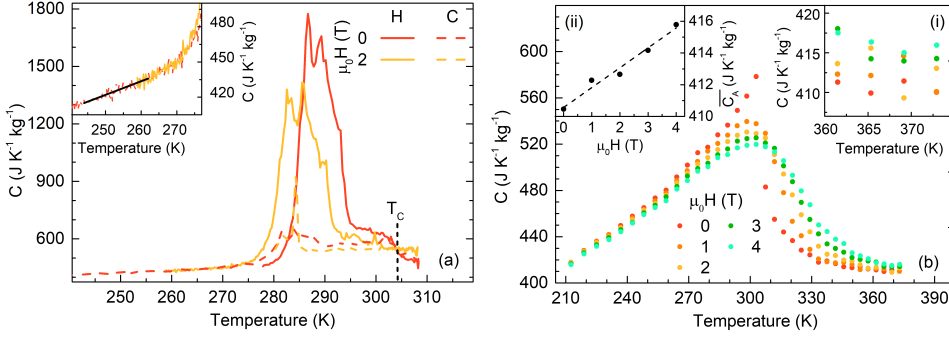 1800
1500
1200
900
600
C (J K⁻¹ kg⁻¹)
250 260 270 280 290 300 310
Temperature (K)
480
450
420
C (J K⁻¹ kg⁻¹)
250 260 270
Temperature (K)
H C
μ₀H (T)
0
2
T_C
(a)
600
560
520
480
440
400
C (J K⁻¹ kg⁻¹)
210 240 270 300 330 360 390
Temperature (K)
(ii)
416
414
412
410
C_A (J K⁻¹ kg⁻¹)
0 1 2 3 4
μ₀H (T)
(i)
420
415
410
C (J K⁻¹ kg⁻¹)
360 370
Temperature (K)
μ₀H (T)
0 3
1 4
2
(b)